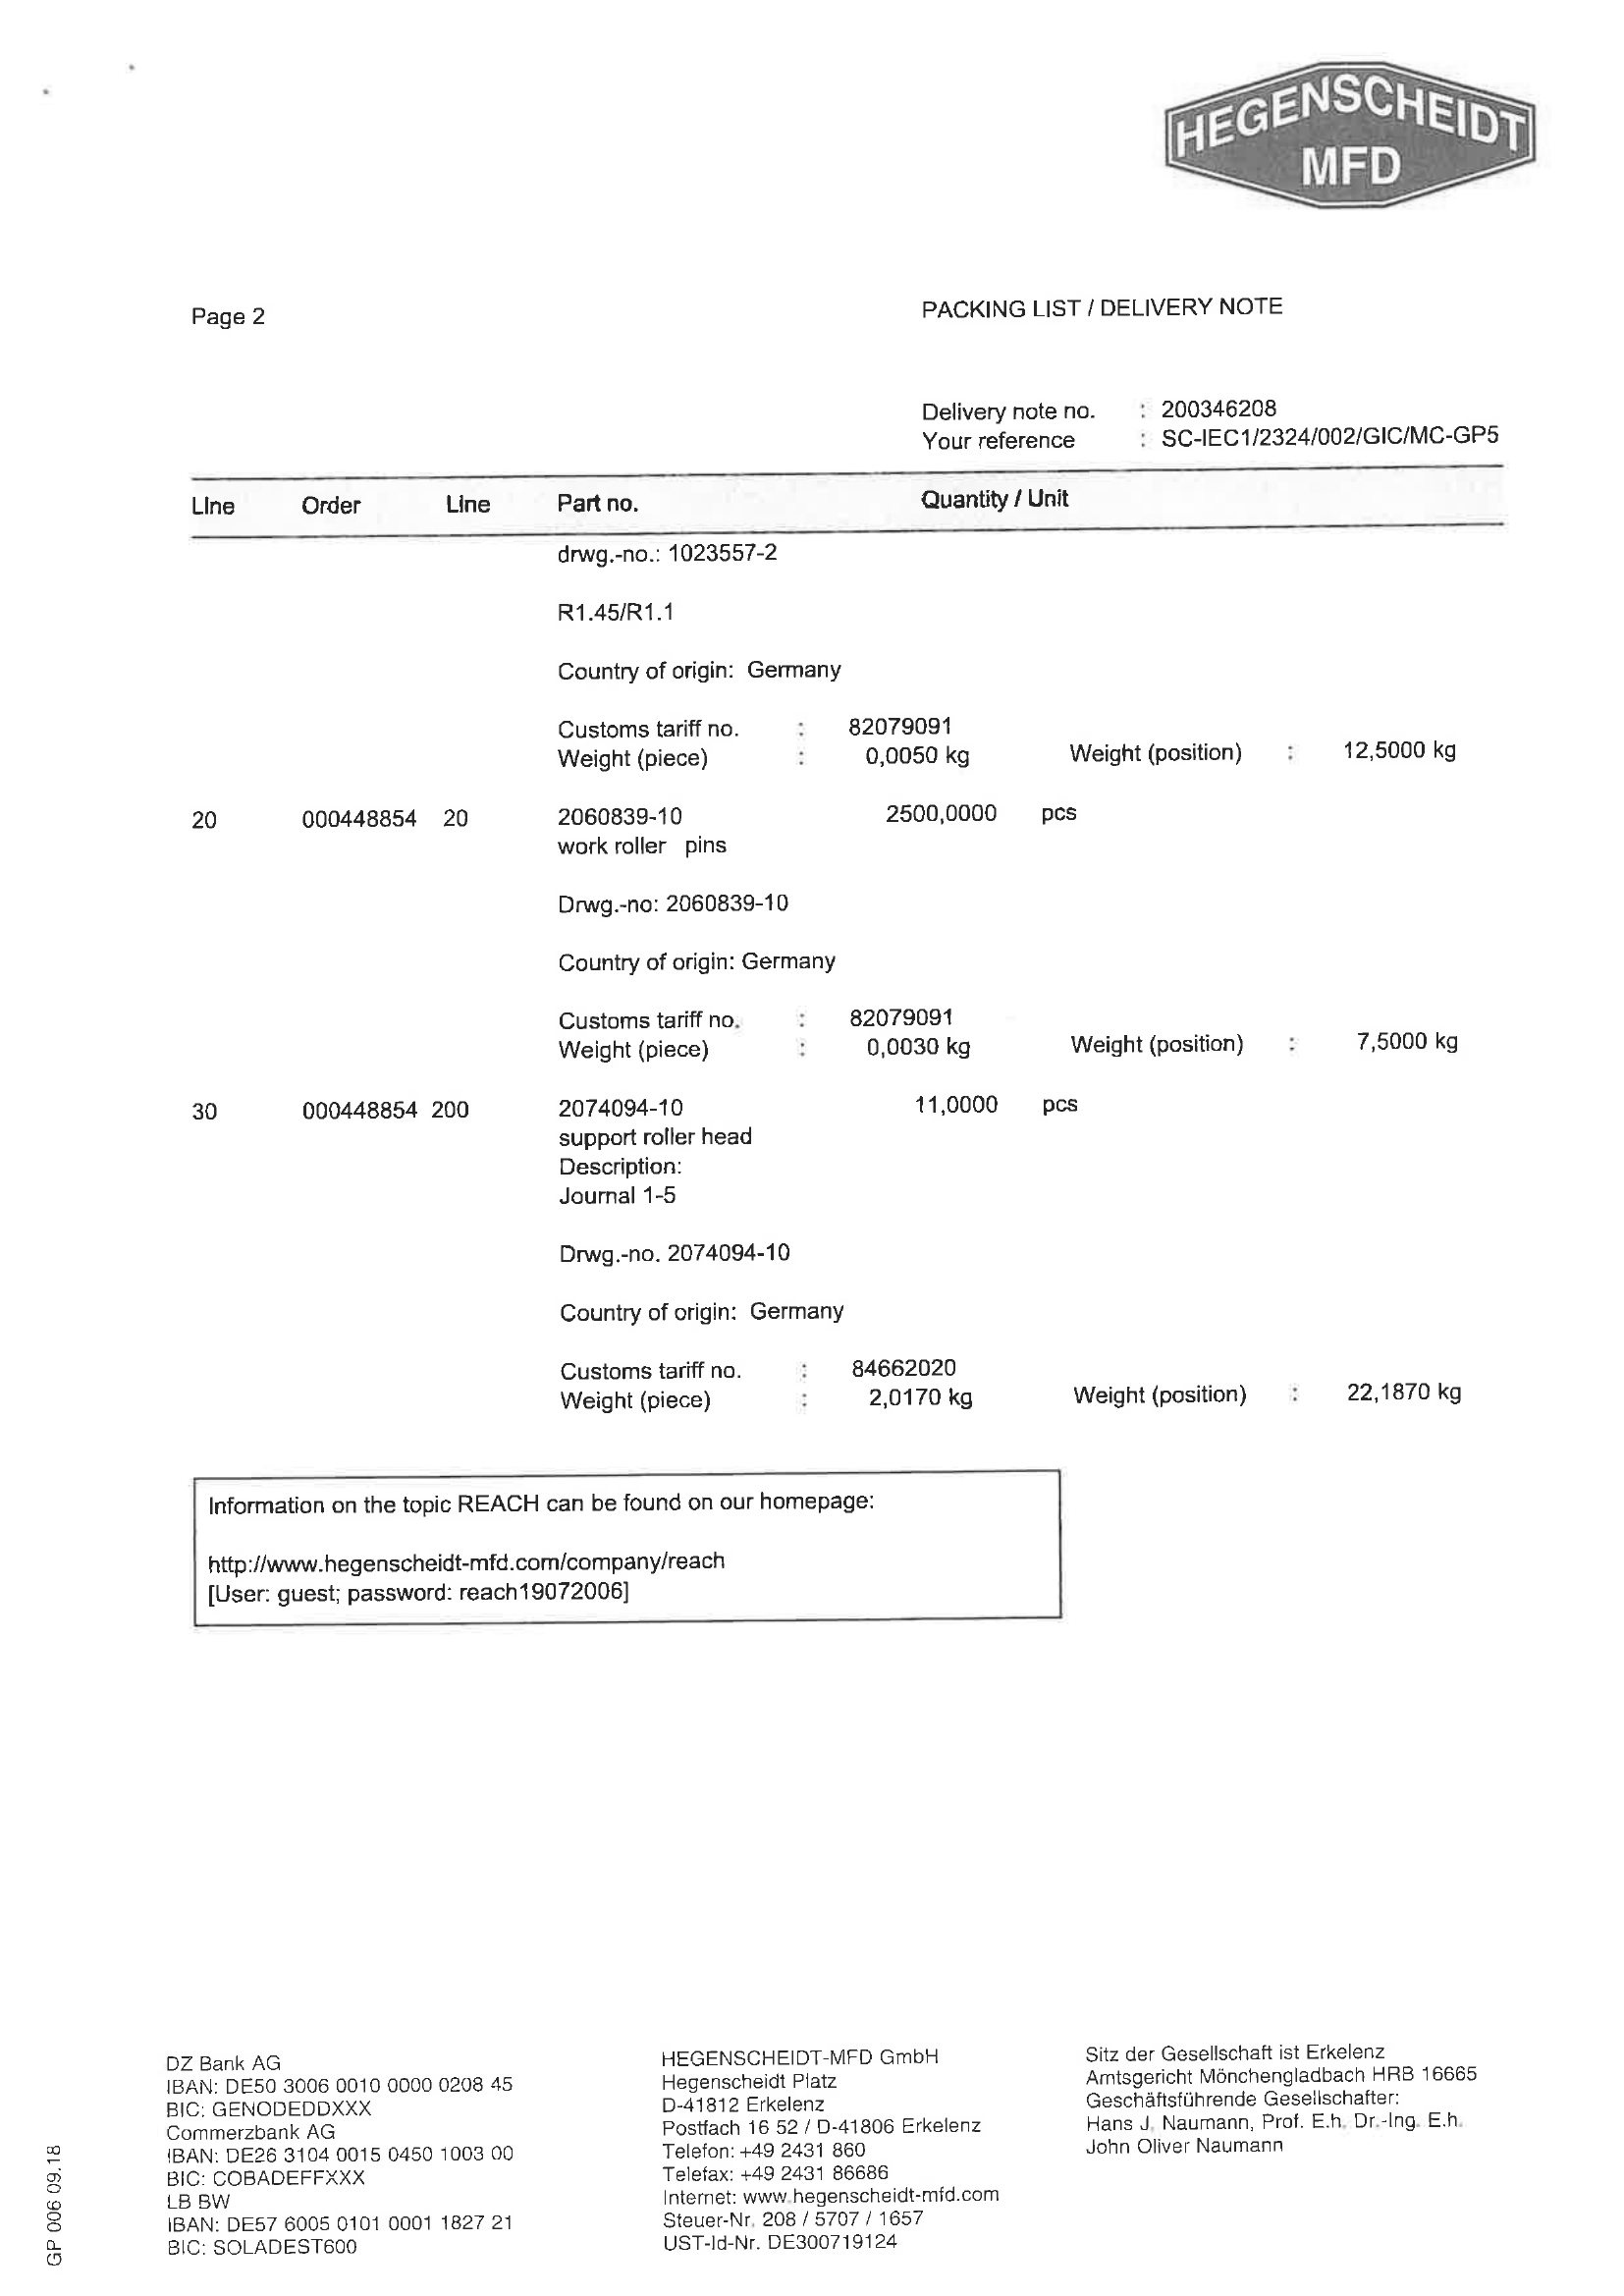 HEGENSCHEIDT
MFD
Page 2
PACKING LIST / DELIVERY NOTE
Delivery note no. : 200346208
Your reference : SC-IEC1/2324/002/GIC/MC-GP5
Line Order Line Part no. Quantity / Unit
drwg.-no.: 1023557-2
R1.45/R1.1
Country of origin: Germany
Customs tariff no. : 82079091
Weight (piece) : 0,0050 kg Weight (position) : 12,5000 kg
20 000448854 20 2060839-10 2500,0000 pcs
work roller pins
Drwg.-no: 2060839-10
Country of origin: Germany
Customs tariff no. : 82079091
Weight (piece) : 0,0030 kg Weight (position) : 7,5000 kg
30 000448854 200 2074094-10 11,0000 pcs
support roller head
Description:
Journal 1-5
Drwg.-no. 2074094-10
Country of origin: Germany
Customs tariff no. : 84662020
Weight (piece) : 2,0170 kg Weight (position) : 22,1870 kg
Information on the topic REACH can be found on our homepage:
http://www.hegenscheidt-mfd.com/company/reach
[User: guest; password: reach19072006]
DZ Bank AG
IBAN: DE50 3006 0010 0000 0208 45
BIC: GENODEDDXXX
Commerzbank AG
IBAN: DE26 3104 0015 0450 1003 00
BIC: COBADEFFXXX
LB BW
IBAN: DE57 6005 0101 0001 1827 21
BIC: SOLADEST600
HEGENSCHEIDT-MFD GmbH
Hegenscheidt Platz
D-41812 Erkelenz
Postfach 16 52 / D-41806 Erkelenz
Telefon: +49 2431 860
Telefax: +49 2431 86686
Internet: www.hegenscheidt-mfd.com
Steuer-Nr. 208 / 5707 / 1657
UST-Id-Nr. DE300719124
Sitz der Gesellschaft ist Erkelenz
Amtsgericht Mönchengladbach HRB 16665
Geschäftsführende Gesellschafter:
Hans J. Naumann, Prof. E.h. Dr.-Ing. E.h.
John Oliver Naumann
GP 006 09.18